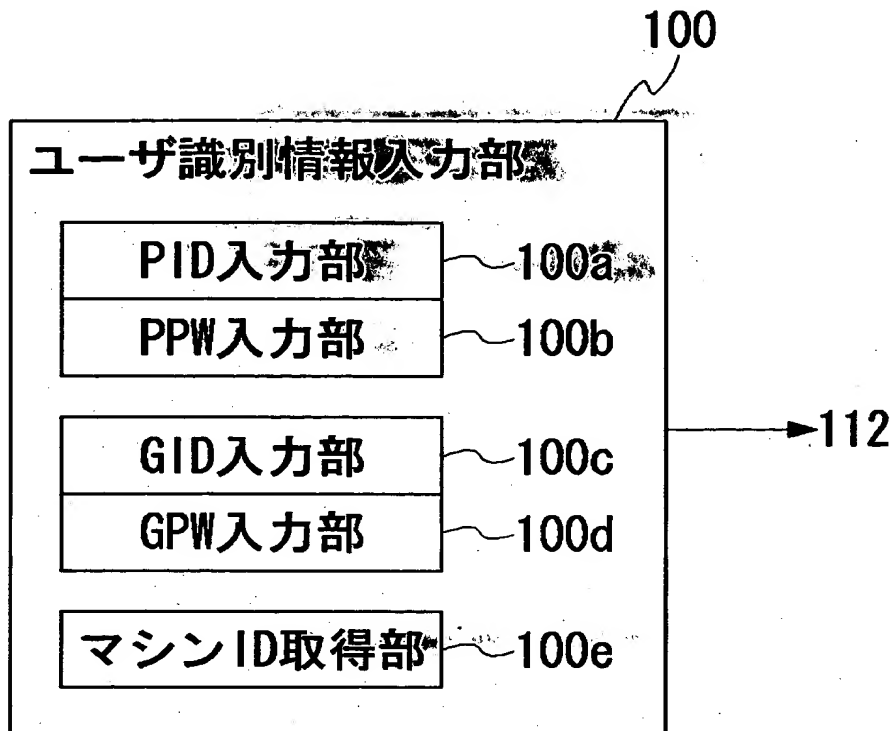 100
ユーザ識別情報入力部
PID入力部 100a
PPW入力部 100b
112
GID入力部 100c
GPW入力部 100d
マシンID取得部 100e